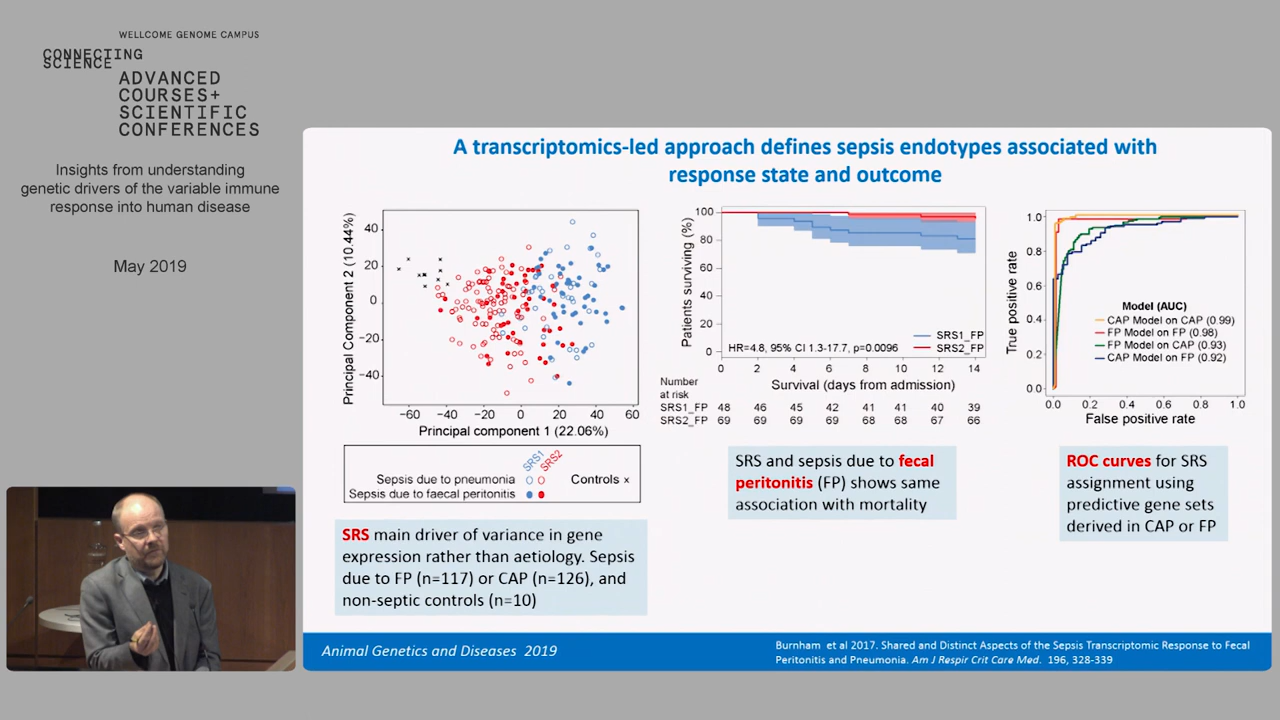 WELLCOME GENOME CAMPUS
CONNECTING
SCIENCE
ADVANCED
COURSES+
SCIENTIFIC
CONFERENCES
Insights from understanding
genetic drivers of the variable immune
response into human disease
May 2019
A transcriptomics-led approach defines sepsis endotypes associated with
response state and outcome
Principal Component 2 (10.44%)
40
20
0
−20
−40
−60 −40 −20 0 20 40 60
Principal component 1 (22.06%)
SRS1 SRS2
Sepsis due to pneumonia
Sepsis due to faecal peritonitis
Controls ×
SRS main driver of variance in gene
expression rather than aetiology. Sepsis
due to FP (n=117) or CAP (n=126), and
non-septic controls (n=10)
Patients surviving (%)
100
80
60
40
20
0
SRS1_FP
SRS2_FP
HR=4.8, 95% CI 1.3-17.7, p=0.0096
0 2 4 6 8 10 12 14
Survival (days from admission)
Number
at risk
SRS1_FP 48 46 45 42 41 41 40 39
SRS2_FP 69 69 69 69 68 68 67 66
SRS and sepsis due to fecal
peritonitis (FP) shows same
association with mortality
True positive rate
1.0
0.8
0.6
0.4
0.2
0.0
Model (AUC)
CAP Model on CAP (0.99)
FP Model on FP (0.98)
FP Model on CAP (0.93)
CAP Model on FP (0.92)
0.0 0.2 0.4 0.6 0.8 1.0
False positive rate
ROC curves for SRS
assignment using
predictive gene sets
derived in CAP or FP
Animal Genetics and Diseases 2019
Burnham et al 2017. Shared and Distinct Aspects of the Sepsis Transcriptomic Response to Fecal
Peritonitis and Pneumonia. Am J Respir Crit Care Med. 196, 328-339